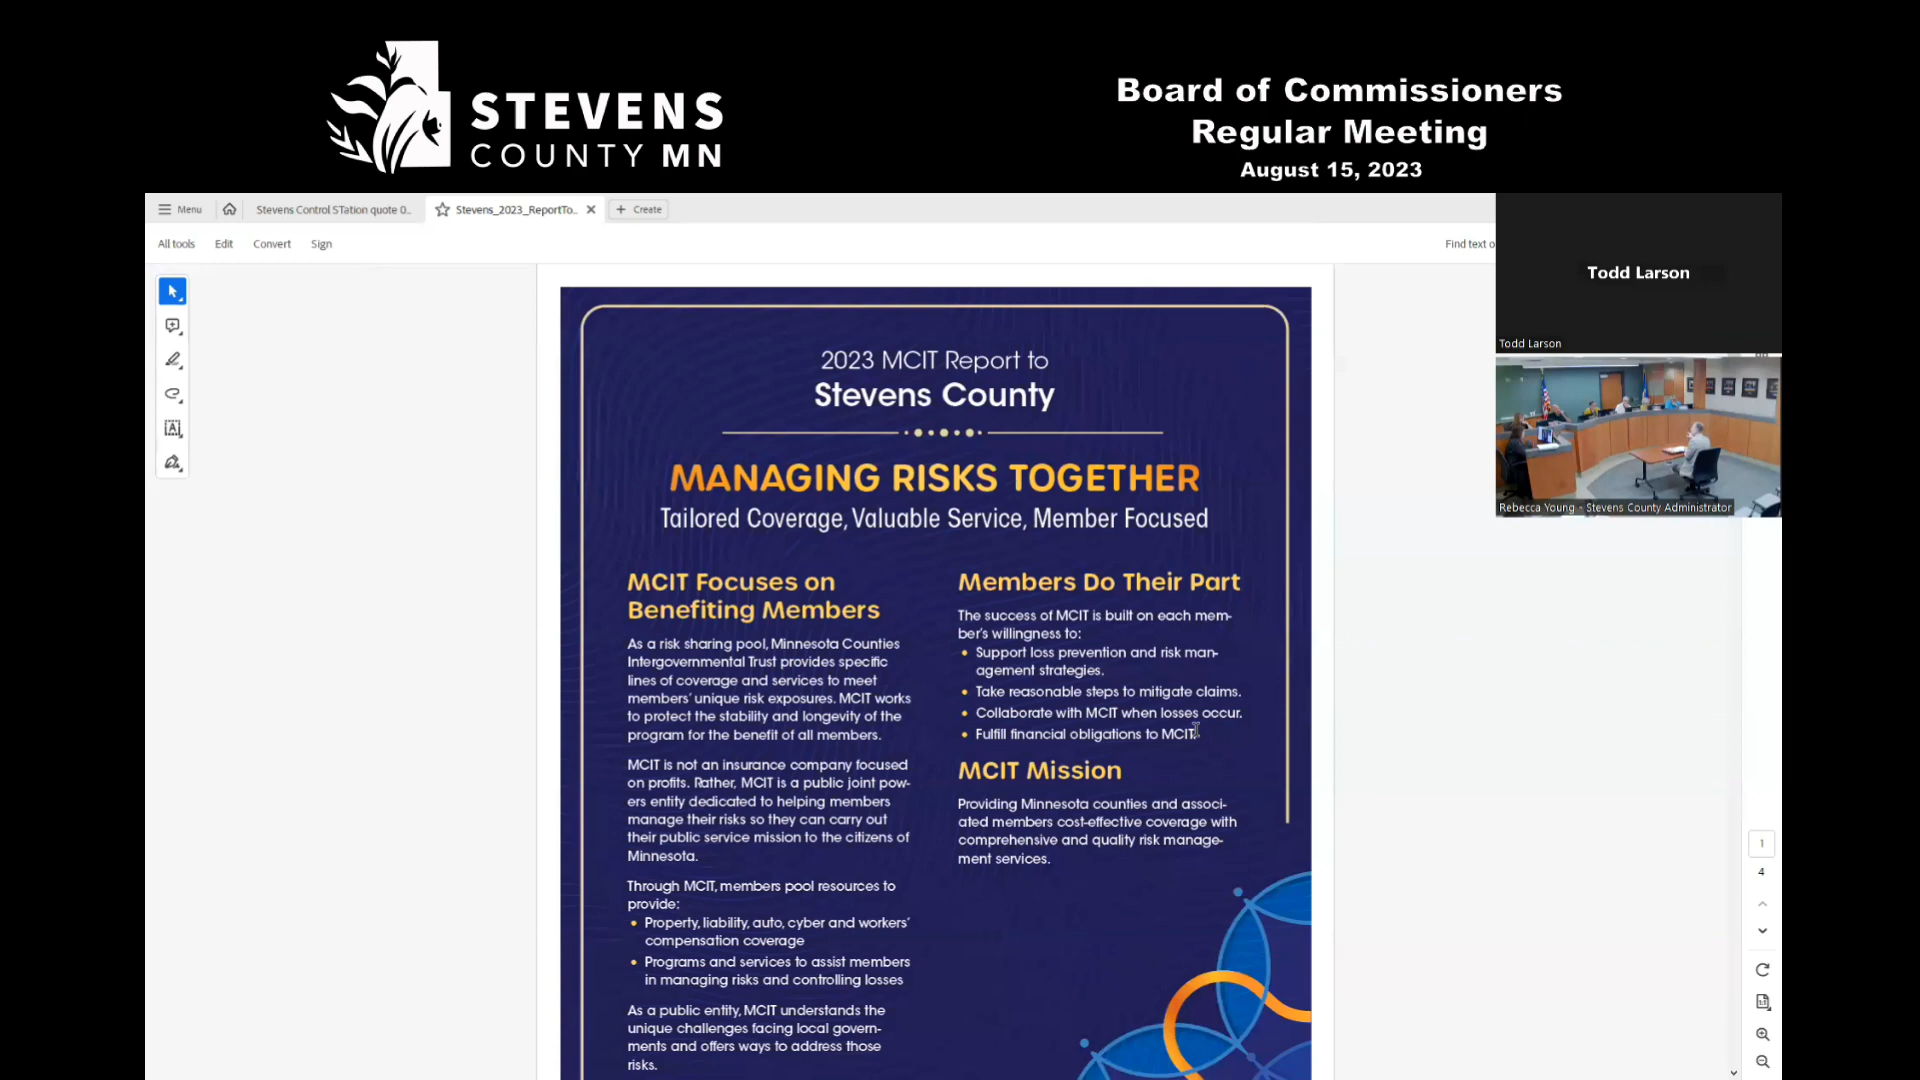 STEVENS
COUNTY MN
Board of Commissioners
Regular Meeting
August 15, 2023
Menu
Stevens Control STation quote 0..
Stevens_2023_ReportTo..
Create
All tools
Edit
Convert
Sign
Find text o
Todd Larson
Todd Larson
Rebecca Young - Stevens County Administrator
2023 MCIT Report to
Stevens County
MANAGING RISKS TOGETHER
Tailored Coverage, Valuable Service, Member Focused
MCIT Focuses on
Benefiting Members
As a risk sharing pool, Minnesota Counties
Intergovernmental Trust provides specific
lines of coverage and services to meet
members' unique risk exposures. MCIT works
to protect the stability and longevity of the
program for the benefit of all members.
MCIT is not an insurance company focused
on profits. Rather, MCIT is a public joint pow-
ers entity dedicated to helping members
manage their risks so they can carry out
their public service mission to the citizens of
Minnesota.
Through MCIT, members pool resources to
provide:
• Property, liability, auto, cyber and workers'
compensation coverage
• Programs and services to assist members
in managing risks and controlling losses
As a public entity, MCIT understands the
unique challenges facing local govern-
ments and offers ways to address those
risks.
Members Do Their Part
The success of MCIT is built on each mem-
ber's willingness to:
• Support loss prevention and risk man-
agement strategies.
• Take reasonable steps to mitigate claims.
• Collaborate with MCIT when losses occur.
• Fulfill financial obligations to MCIT.
MCIT Mission
Providing Minnesota counties and associ-
ated members cost-effective coverage with
comprehensive and quality risk manage-
ment services.
1
4